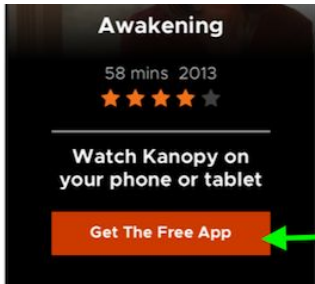 Awakening
58 mins 2013
Watch Kanopy on
your phone or tablet
Get The Free App